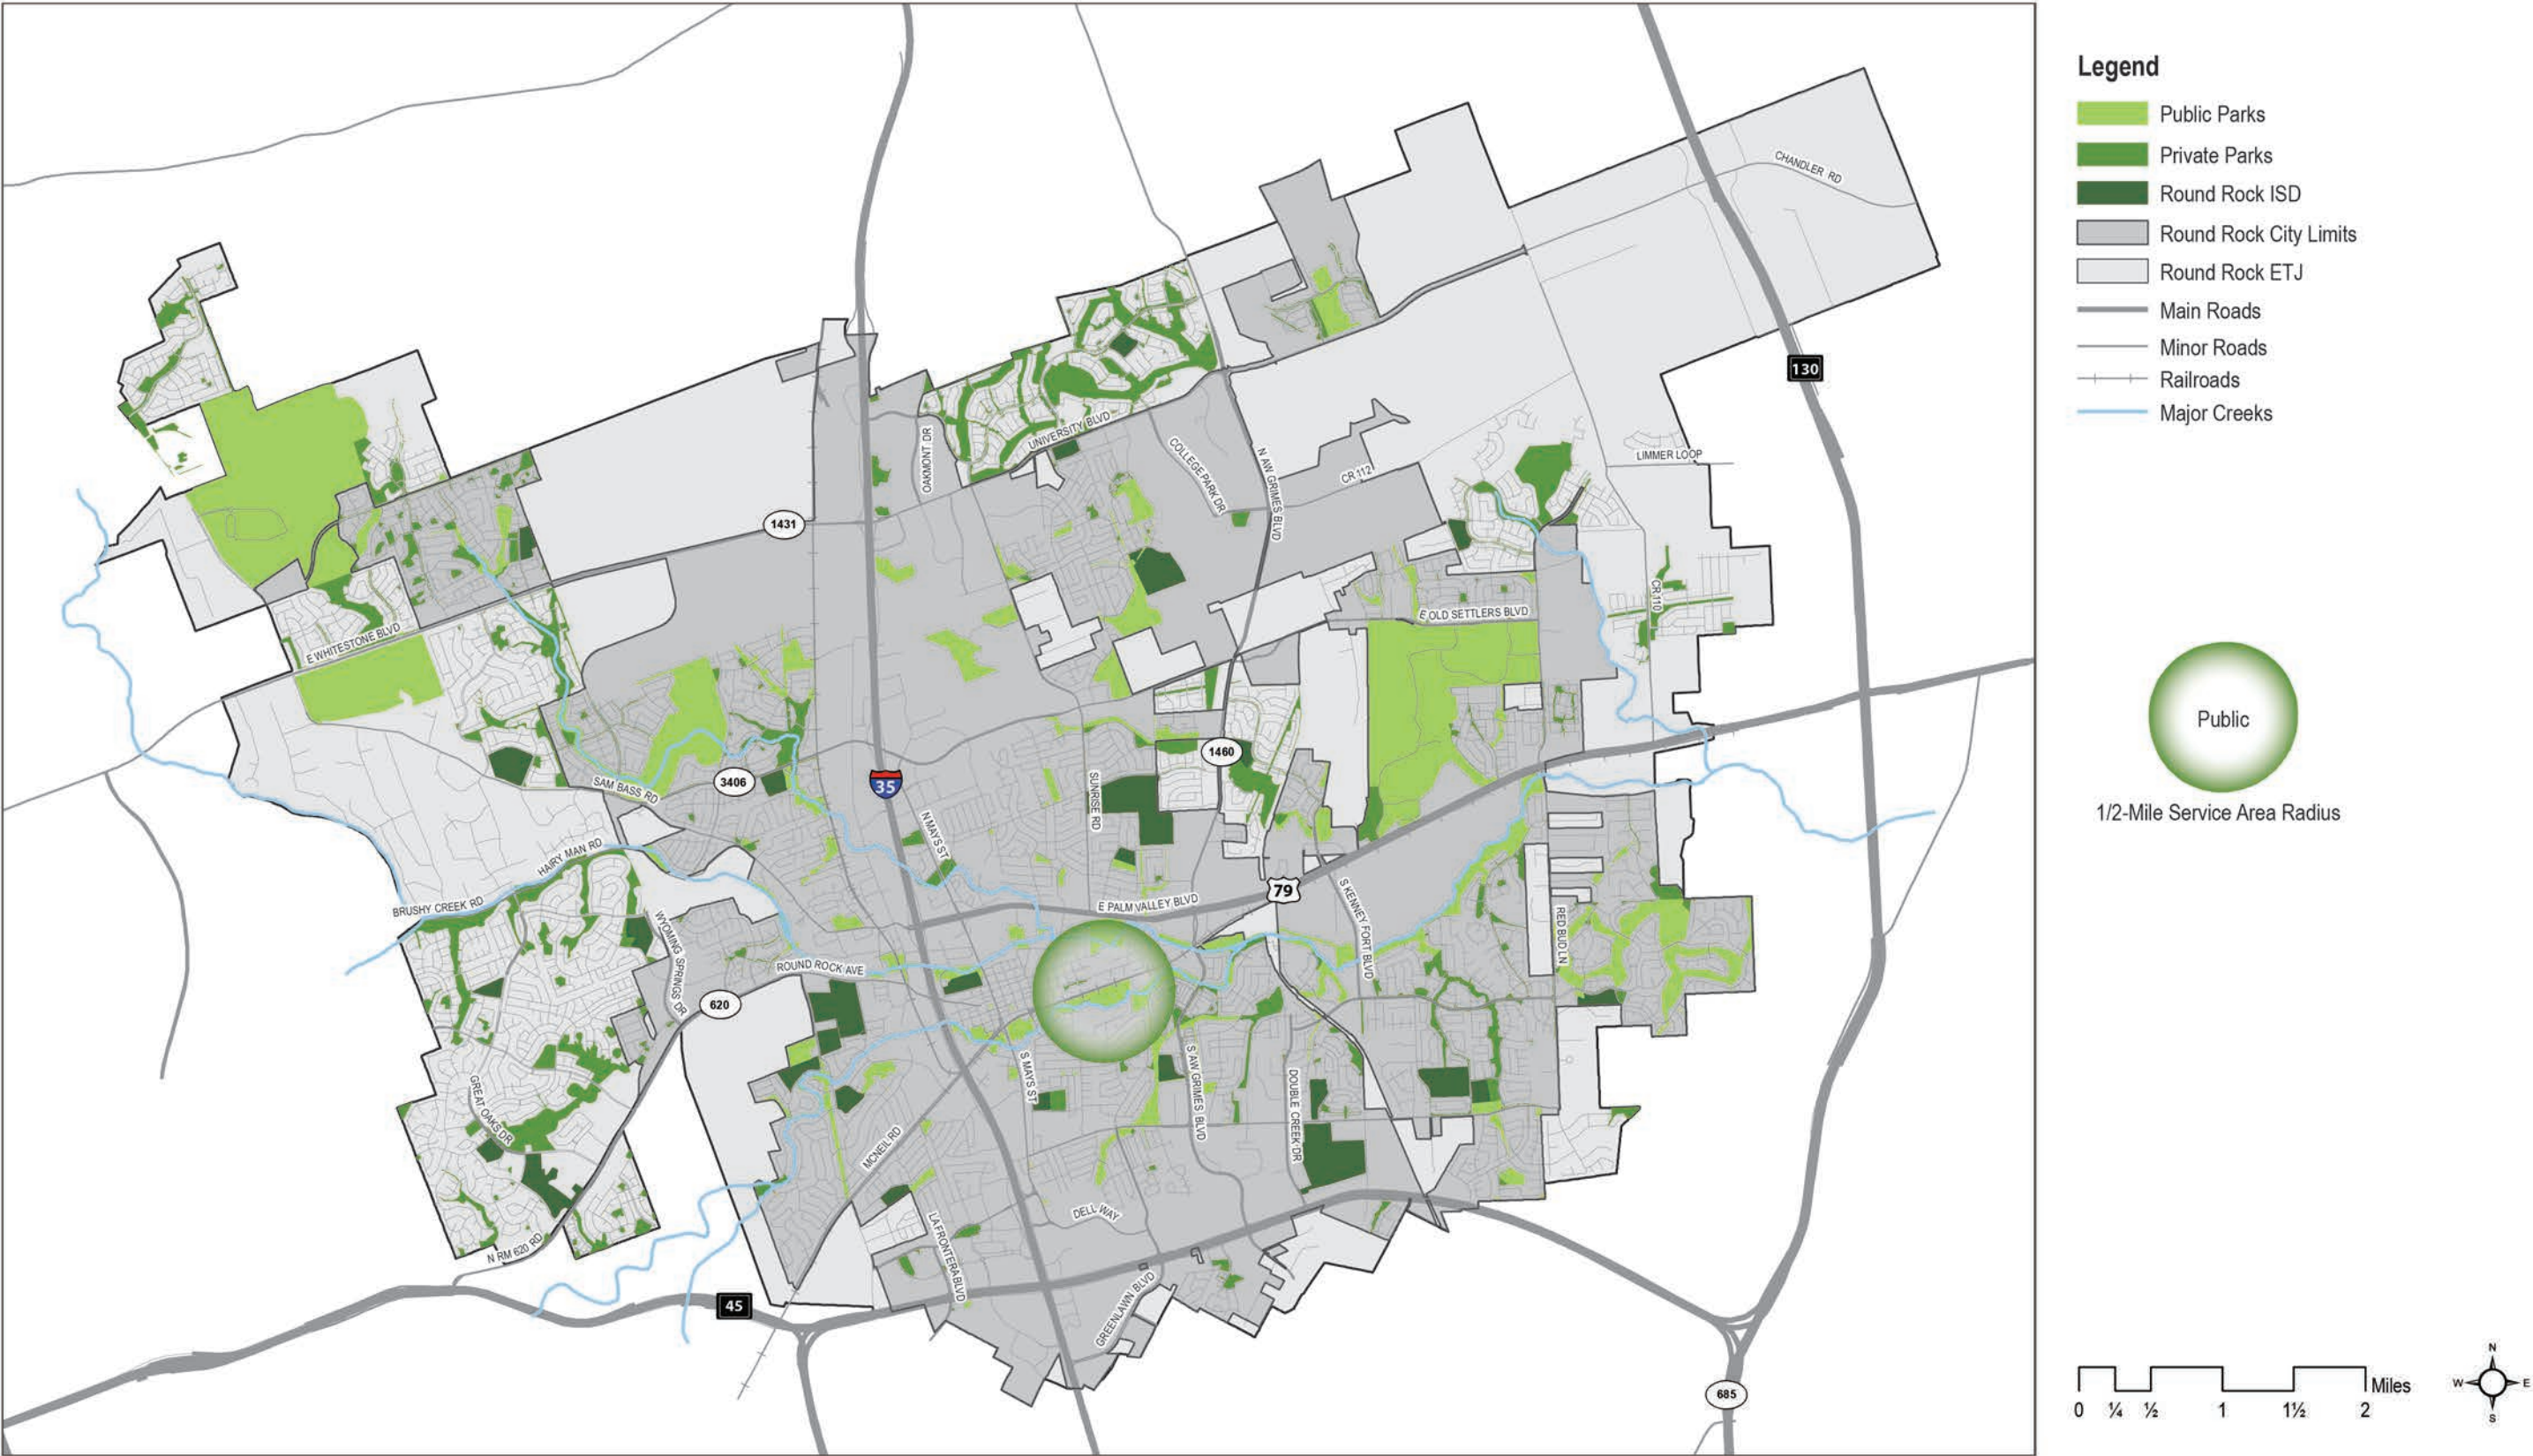 Legend
Public Parks
Private Parks
Round Rock ISD
Round Rock City Limits
Round Rock ETJ
Main Roads
Minor Roads
Railroads
Major Creeks
CHANDLER RD
130
UNIVERSITY BLVD
OAKMONT DR
COLLEGE PARK DR
N AW GRIMES BLVD
CR 112
LIMMER LOOP
1431
CR 110
E OLD SETTLERS BLVD
E WHITESTONE BLVD
Public
1/2-Mile Service Area Radius
1460
SAM BASS RD
3406
35
SUNRISE RD
N MAYS ST
HAIRY MAN RD
BRUSHY CREEK RD
79
E PALM VALLEY BLVD
S KENNEY FORT BLVD
RED BUD LN
WYOMING SPRINGS DR
ROUND ROCK AVE
620
S MAYS ST
S AW GRIMES BLVD
DOUBLE CREEK DR
GREAT OAKS DR
MCNEIL RD
DELL WAY
LA FRONTERA BLVD
N RM 620 RD
GREENLAWN BLVD
45
685
N
W
E
S
Miles
0 ¼ ½ 1 1½ 2